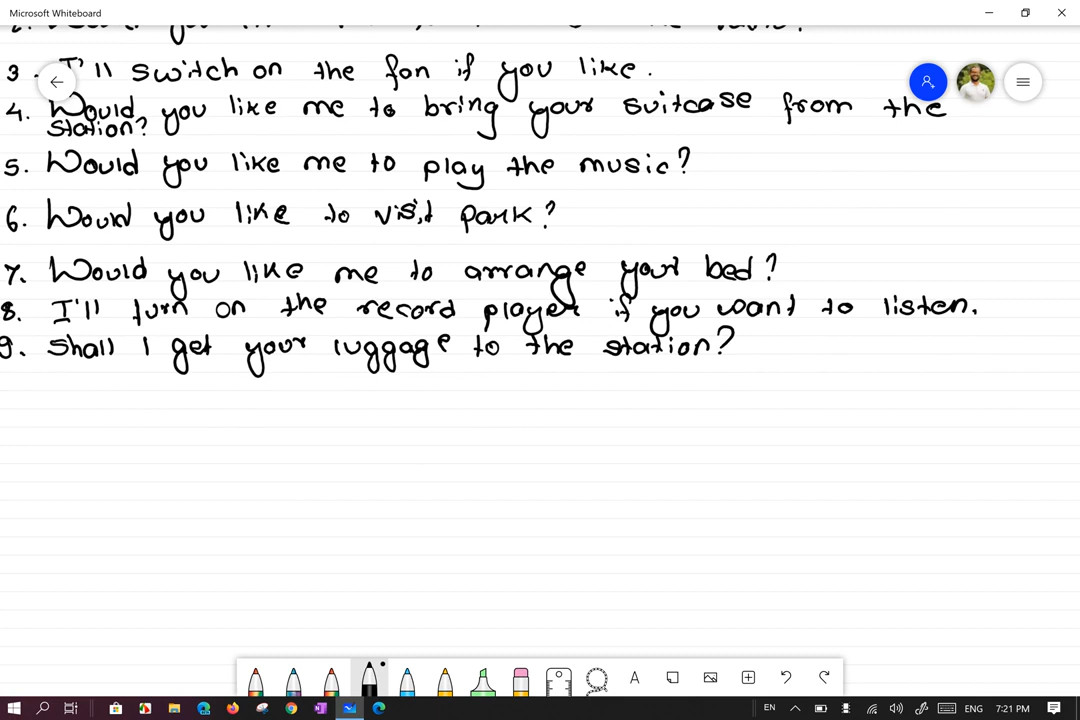 Microsoft Whiteboard
3. I'll switch on the fan if you like.
4. Would you like me to bring your suitcase from the
station?
5. Would you like me to play the music?
6. Would you like to visit park?
7. Would you like me to arrange your bed?
8. I'll turn on the record player if you want to listen.
9. Shall I get your luggage to the station?
A
EN
ENG
7:21 PM